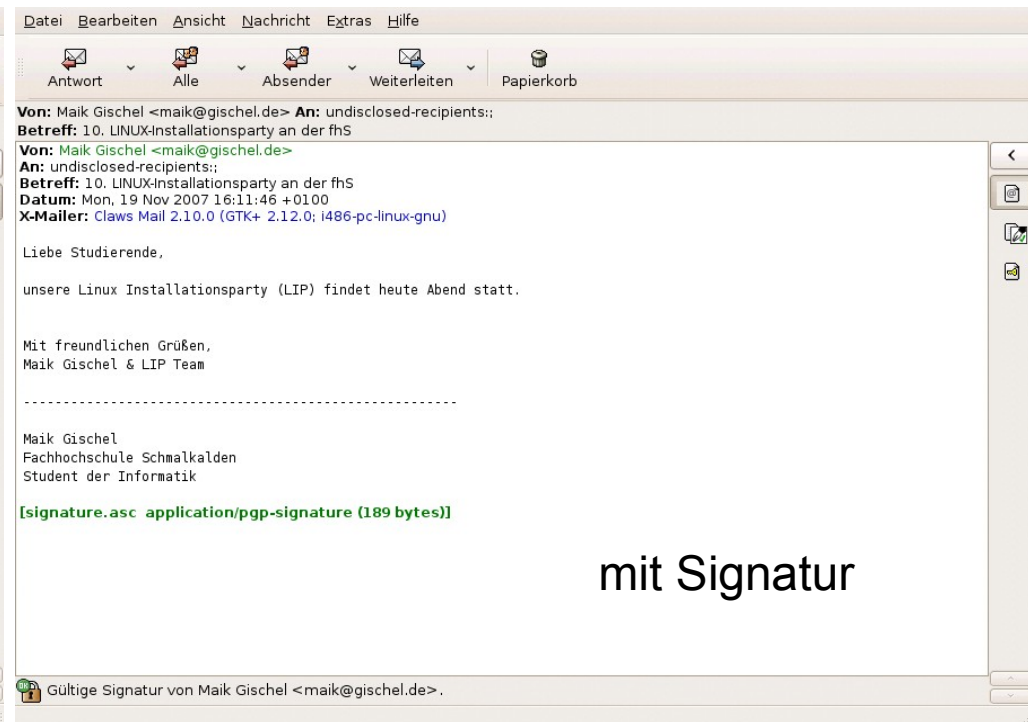 Datei Bearbeiten Ansicht Nachricht Extras Hilfe
Antwort Alle Absender Weiterleiten Papierkorb
Von: Maik Gischel <maik@gischel.de> An: undisclosed-recipients:;
Betreff: 10. LINUX-Installationsparty an der fhS
Von: Maik Gischel <maik@gischel.de>
An: undisclosed-recipients:;
Betreff: 10. LINUX-Installationsparty an der fhS
Datum: Mon, 19 Nov 2007 16:11:46 +0100
X-Mailer: Claws Mail 2.10.0 (GTK+ 2.12.0; i486-pc-linux-gnu)
Liebe Studierende,
unsere Linux Installationsparty (LIP) findet heute Abend statt.
Mit freundlichen Grüßen,
Maik Gischel & LIP Team
-------------------------------------------------------
Maik Gischel
Fachhochschule Schmalkalden
Student der Informatik
[signature.asc application/pgp-signature (189 bytes)]
mit Signatur
OK Gültige Signatur von Maik Gischel <maik@gischel.de>.